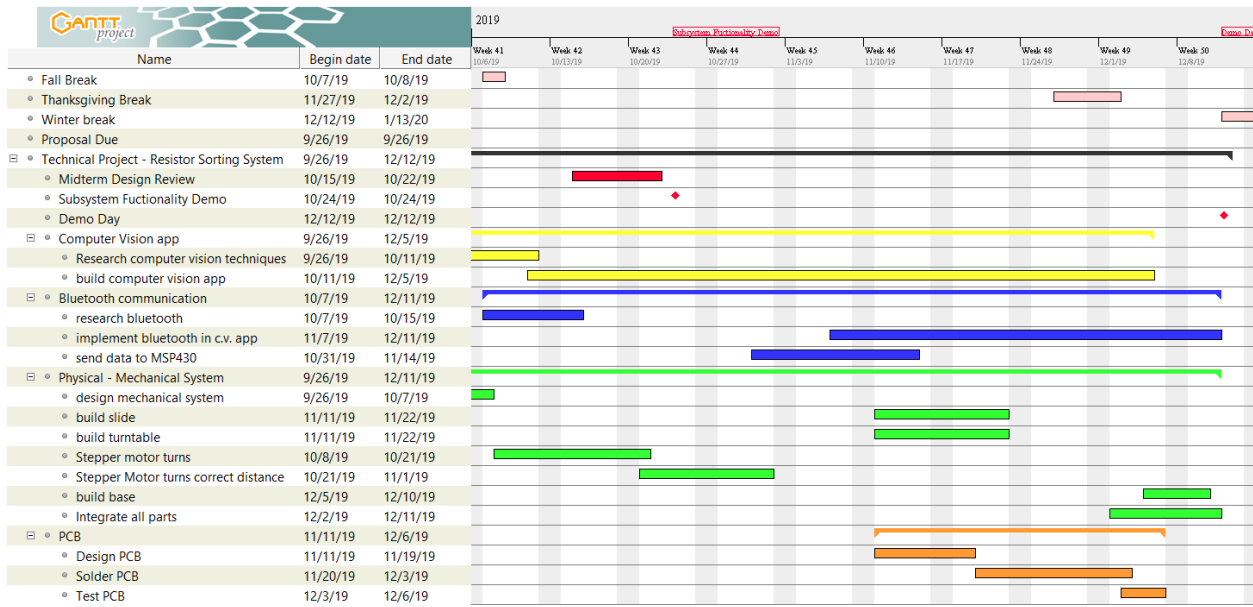 GANTT
project
2019
Subsystem Fuctionality Demo
Demo Da
Name Begin date End date
Week 41 Week 42 Week 43 Week 44 Week 45 Week 46 Week 47 Week 48 Week 49 Week 50
10/6/19 10/13/19 10/20/19 10/27/19 11/3/19 11/10/19 11/17/19 11/24/19 12/1/19 12/8/19
Fall Break 10/7/19 10/8/19
Thanksgiving Break 11/27/19 12/2/19
Winter break 12/12/19 1/13/20
Proposal Due 9/26/19 9/26/19
Technical Project - Resistor Sorting System 9/26/19 12/12/19
Midterm Design Review 10/15/19 10/22/19
Subsystem Fuctionality Demo 10/24/19 10/24/19
Demo Day 12/12/19 12/12/19
Computer Vision app 9/26/19 12/5/19
Research computer vision techniques 9/26/19 10/11/19
build computer vision app 10/11/19 12/5/19
Bluetooth communication 10/7/19 12/11/19
research bluetooth 10/7/19 10/15/19
implement bluetooth in c.v. app 11/7/19 12/11/19
send data to MSP430 10/31/19 11/14/19
Physical - Mechanical System 9/26/19 12/11/19
design mechanical system 9/26/19 10/7/19
build slide 11/11/19 11/22/19
build turntable 11/11/19 11/22/19
Stepper motor turns 10/8/19 10/21/19
Stepper Motor turns correct distance 10/21/19 11/1/19
build base 12/5/19 12/10/19
Integrate all parts 12/2/19 12/11/19
PCB 11/11/19 12/6/19
Design PCB 11/11/19 11/19/19
Solder PCB 11/20/19 12/3/19
Test PCB 12/3/19 12/6/19